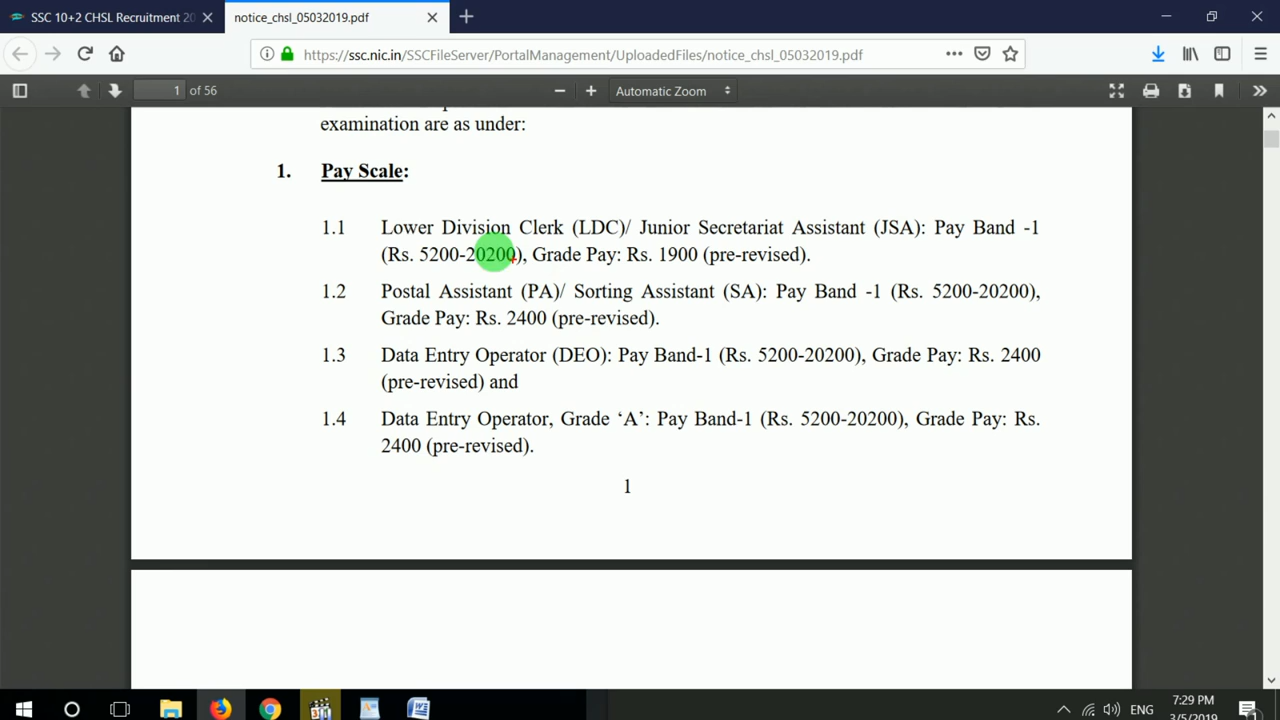 SSC 10+2 CHSL Recruitment 20
notice_chsl_05032019.pdf
https://ssc.nic.in/SSCFileServer/PortalManagement/UploadedFiles/notice_chsl_05032019.pdf
1 of 56
Automatic Zoom
examination are as under:
1. Pay Scale:
1.1 Lower Division Clerk (LDC)/ Junior Secretariat Assistant (JSA): Pay Band -1
(Rs. 5200-20200), Grade Pay: Rs. 1900 (pre-revised).
1.2 Postal Assistant (PA)/ Sorting Assistant (SA): Pay Band -1 (Rs. 5200-20200),
Grade Pay: Rs. 2400 (pre-revised).
1.3 Data Entry Operator (DEO): Pay Band-1 (Rs. 5200-20200), Grade Pay: Rs. 2400
(pre-revised) and
1.4 Data Entry Operator, Grade ‘A’: Pay Band-1 (Rs. 5200-20200), Grade Pay: Rs.
2400 (pre-revised).
1
ENG
7:29 PM
3/5/2019